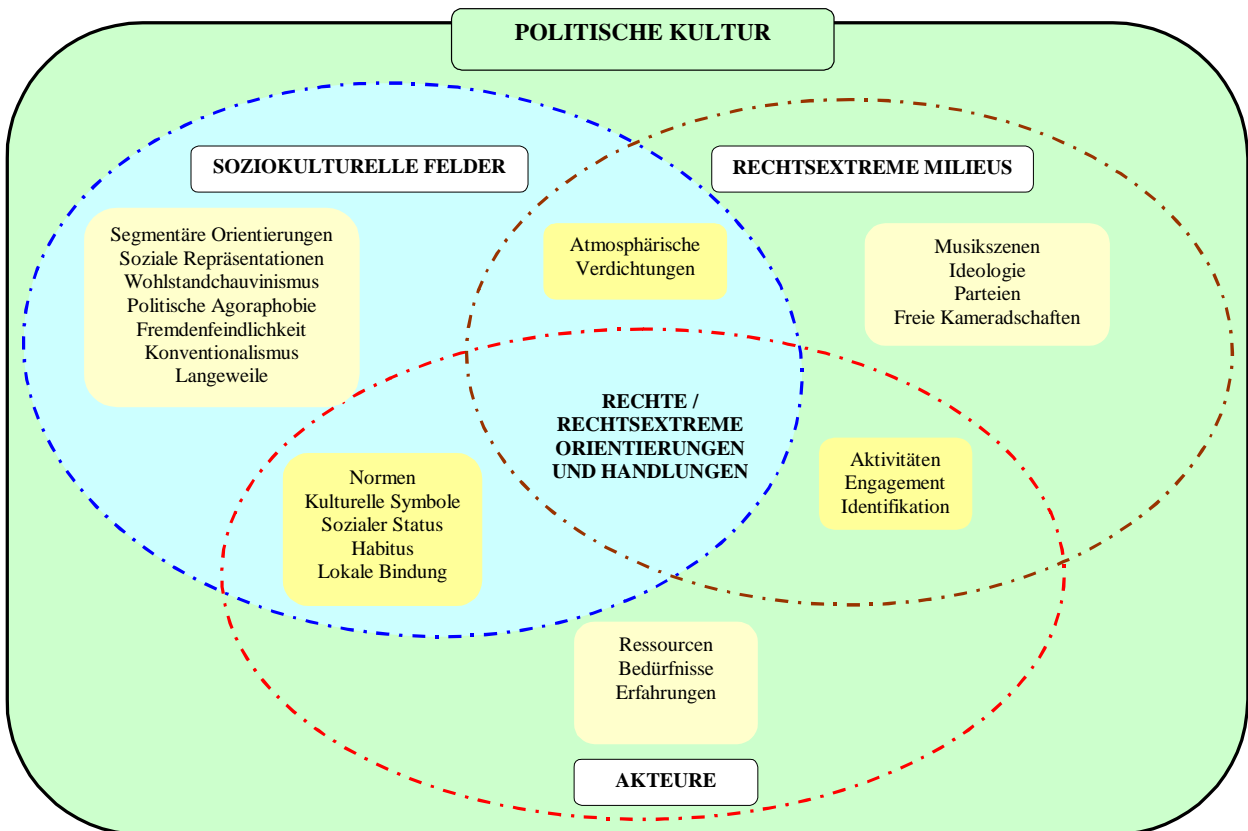 POLITISCHE KULTUR
SOZIOKULTURELLE FELDER
RECHTSEXTREME MILIEUS
Segmentäre Orientierungen
Soziale Repräsentationen
Wohlstandchauvinismus
Politische Agoraphobie
Fremdenfeindlichkeit
Konventionalismus
Langeweile
Atmosphärische
Verdichtungen
Musikszenen
Ideologie
Parteien
Freie Kameradschaften
RECHTE /
RECHTSEXTREME
ORIENTIERUNGEN
UND HANDLUNGEN
Normen
Kulturelle Symbole
Sozialer Status
Habitus
Lokale Bindung
Aktivitäten
Engagement
Identifikation
Ressourcen
Bedürfnisse
Erfahrungen
AKTEURE